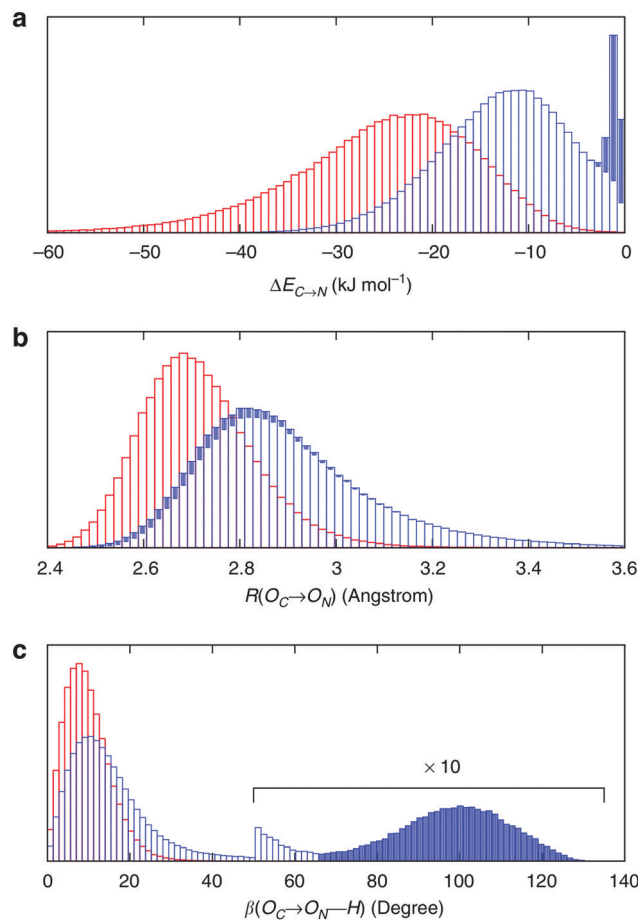 a
−60 −50 −40 −30 −20 −10 0
ΔE_C→N (kJ mol⁻¹)
b
2.4 2.6 2.8 3 3.2 3.4 3.6
R(O_C→O_N) (Angstrom)
c
× 10
0 20 40 60 80 100 120 140
β(O_C→O_N—H) (Degree)